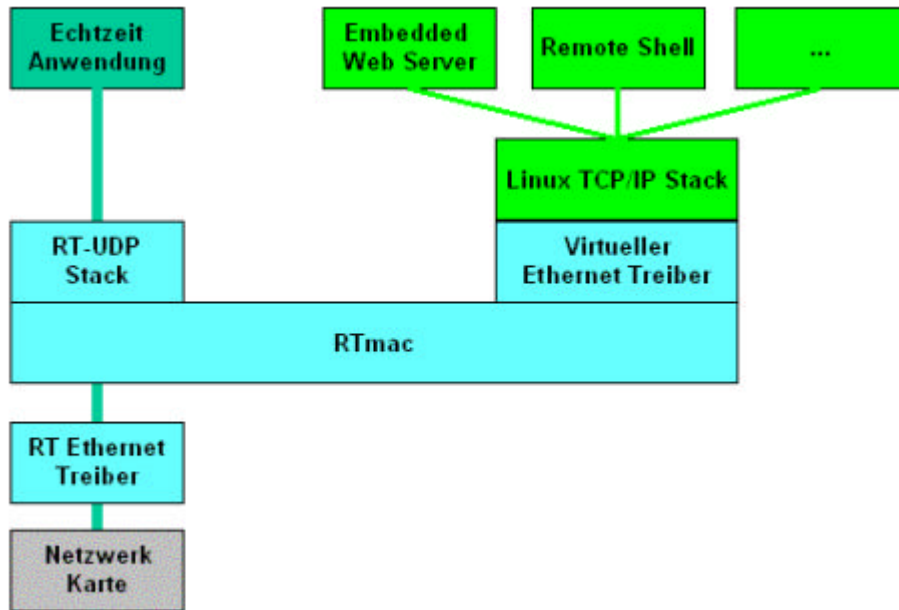 Echtzeit
Anwendung
Embedded
Web Server
Remote Shell
...
Linux TCP/IP Stack
RT-UDP
Stack
Virtueller
Ethernet Treiber
RTmac
RT Ethernet
Treiber
Netzwerk
Karte